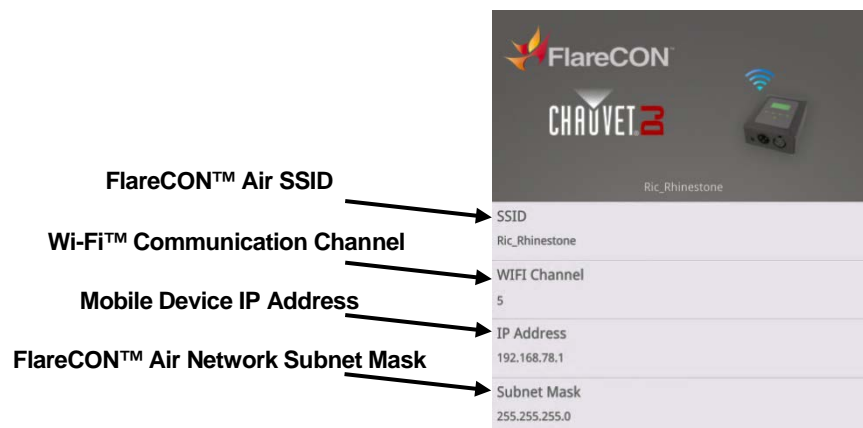 FlareCON™
CHAUVET DJ
Ric_Rhinestone
FlareCON™ Air SSID
SSID
Ric_Rhinestone
Wi-Fi™ Communication Channel
WIFI Channel
5
Mobile Device IP Address
IP Address
192.168.78.1
FlareCON™ Air Network Subnet Mask
Subnet Mask
255.255.255.0